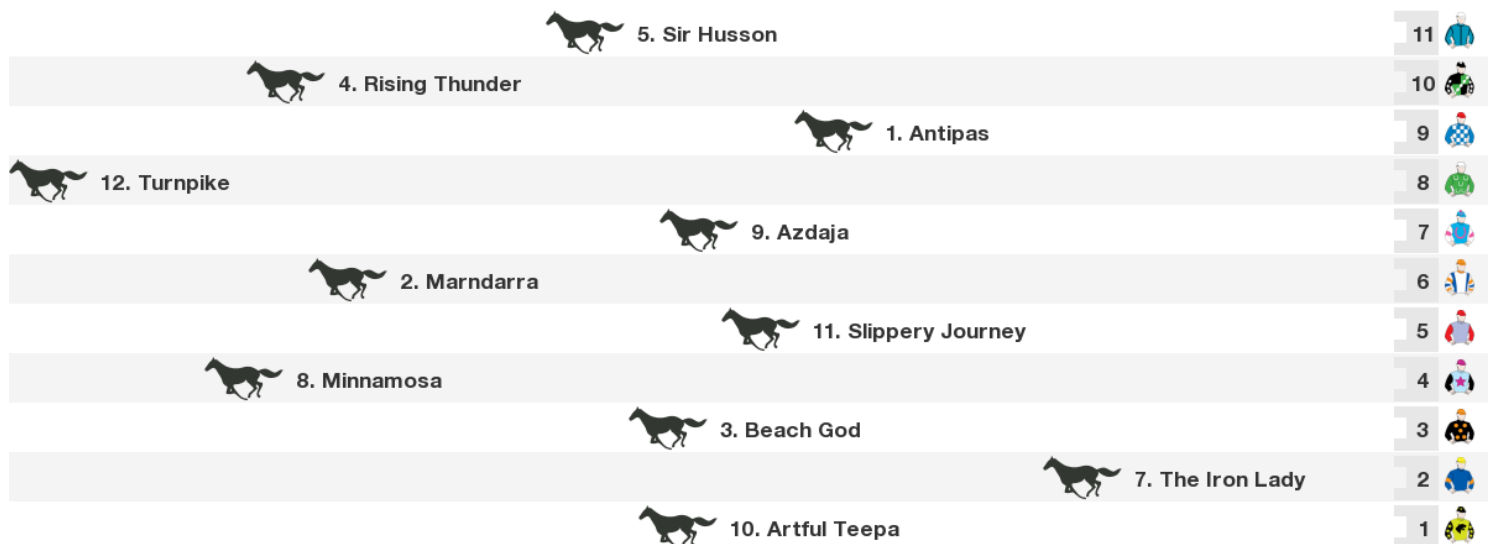 5. Sir Husson 11
4. Rising Thunder 10
1. Antipas 9
12. Turnpike 8
9. Azdaja 7
2. Marndarra 6
11. Slippery Journey 5
8. Minnamosa 4
3. Beach God 3
7. The Iron Lady 2
10. Artful Teepa 1